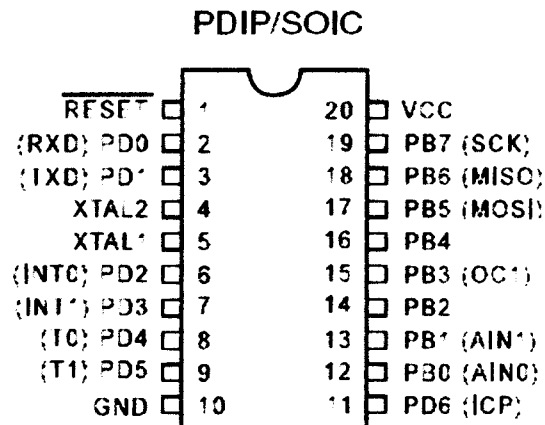 PDIP/SOIC
RESET 1 20 VCC
(RXD) PD0 2 19 PB7 (SCK)
(TXD) PD1 3 18 PB6 (MISO)
XTAL2 4 17 PB5 (MOSI)
XTAL1 5 16 PB4
(INT0) PD2 6 15 PB3 (OC1)
(INT1) PD3 7 14 PB2
(T0) PD4 8 13 PB1 (AIN1)
(T1) PD5 9 12 PB0 (AIN0)
GND 10 11 PD6 (ICP)